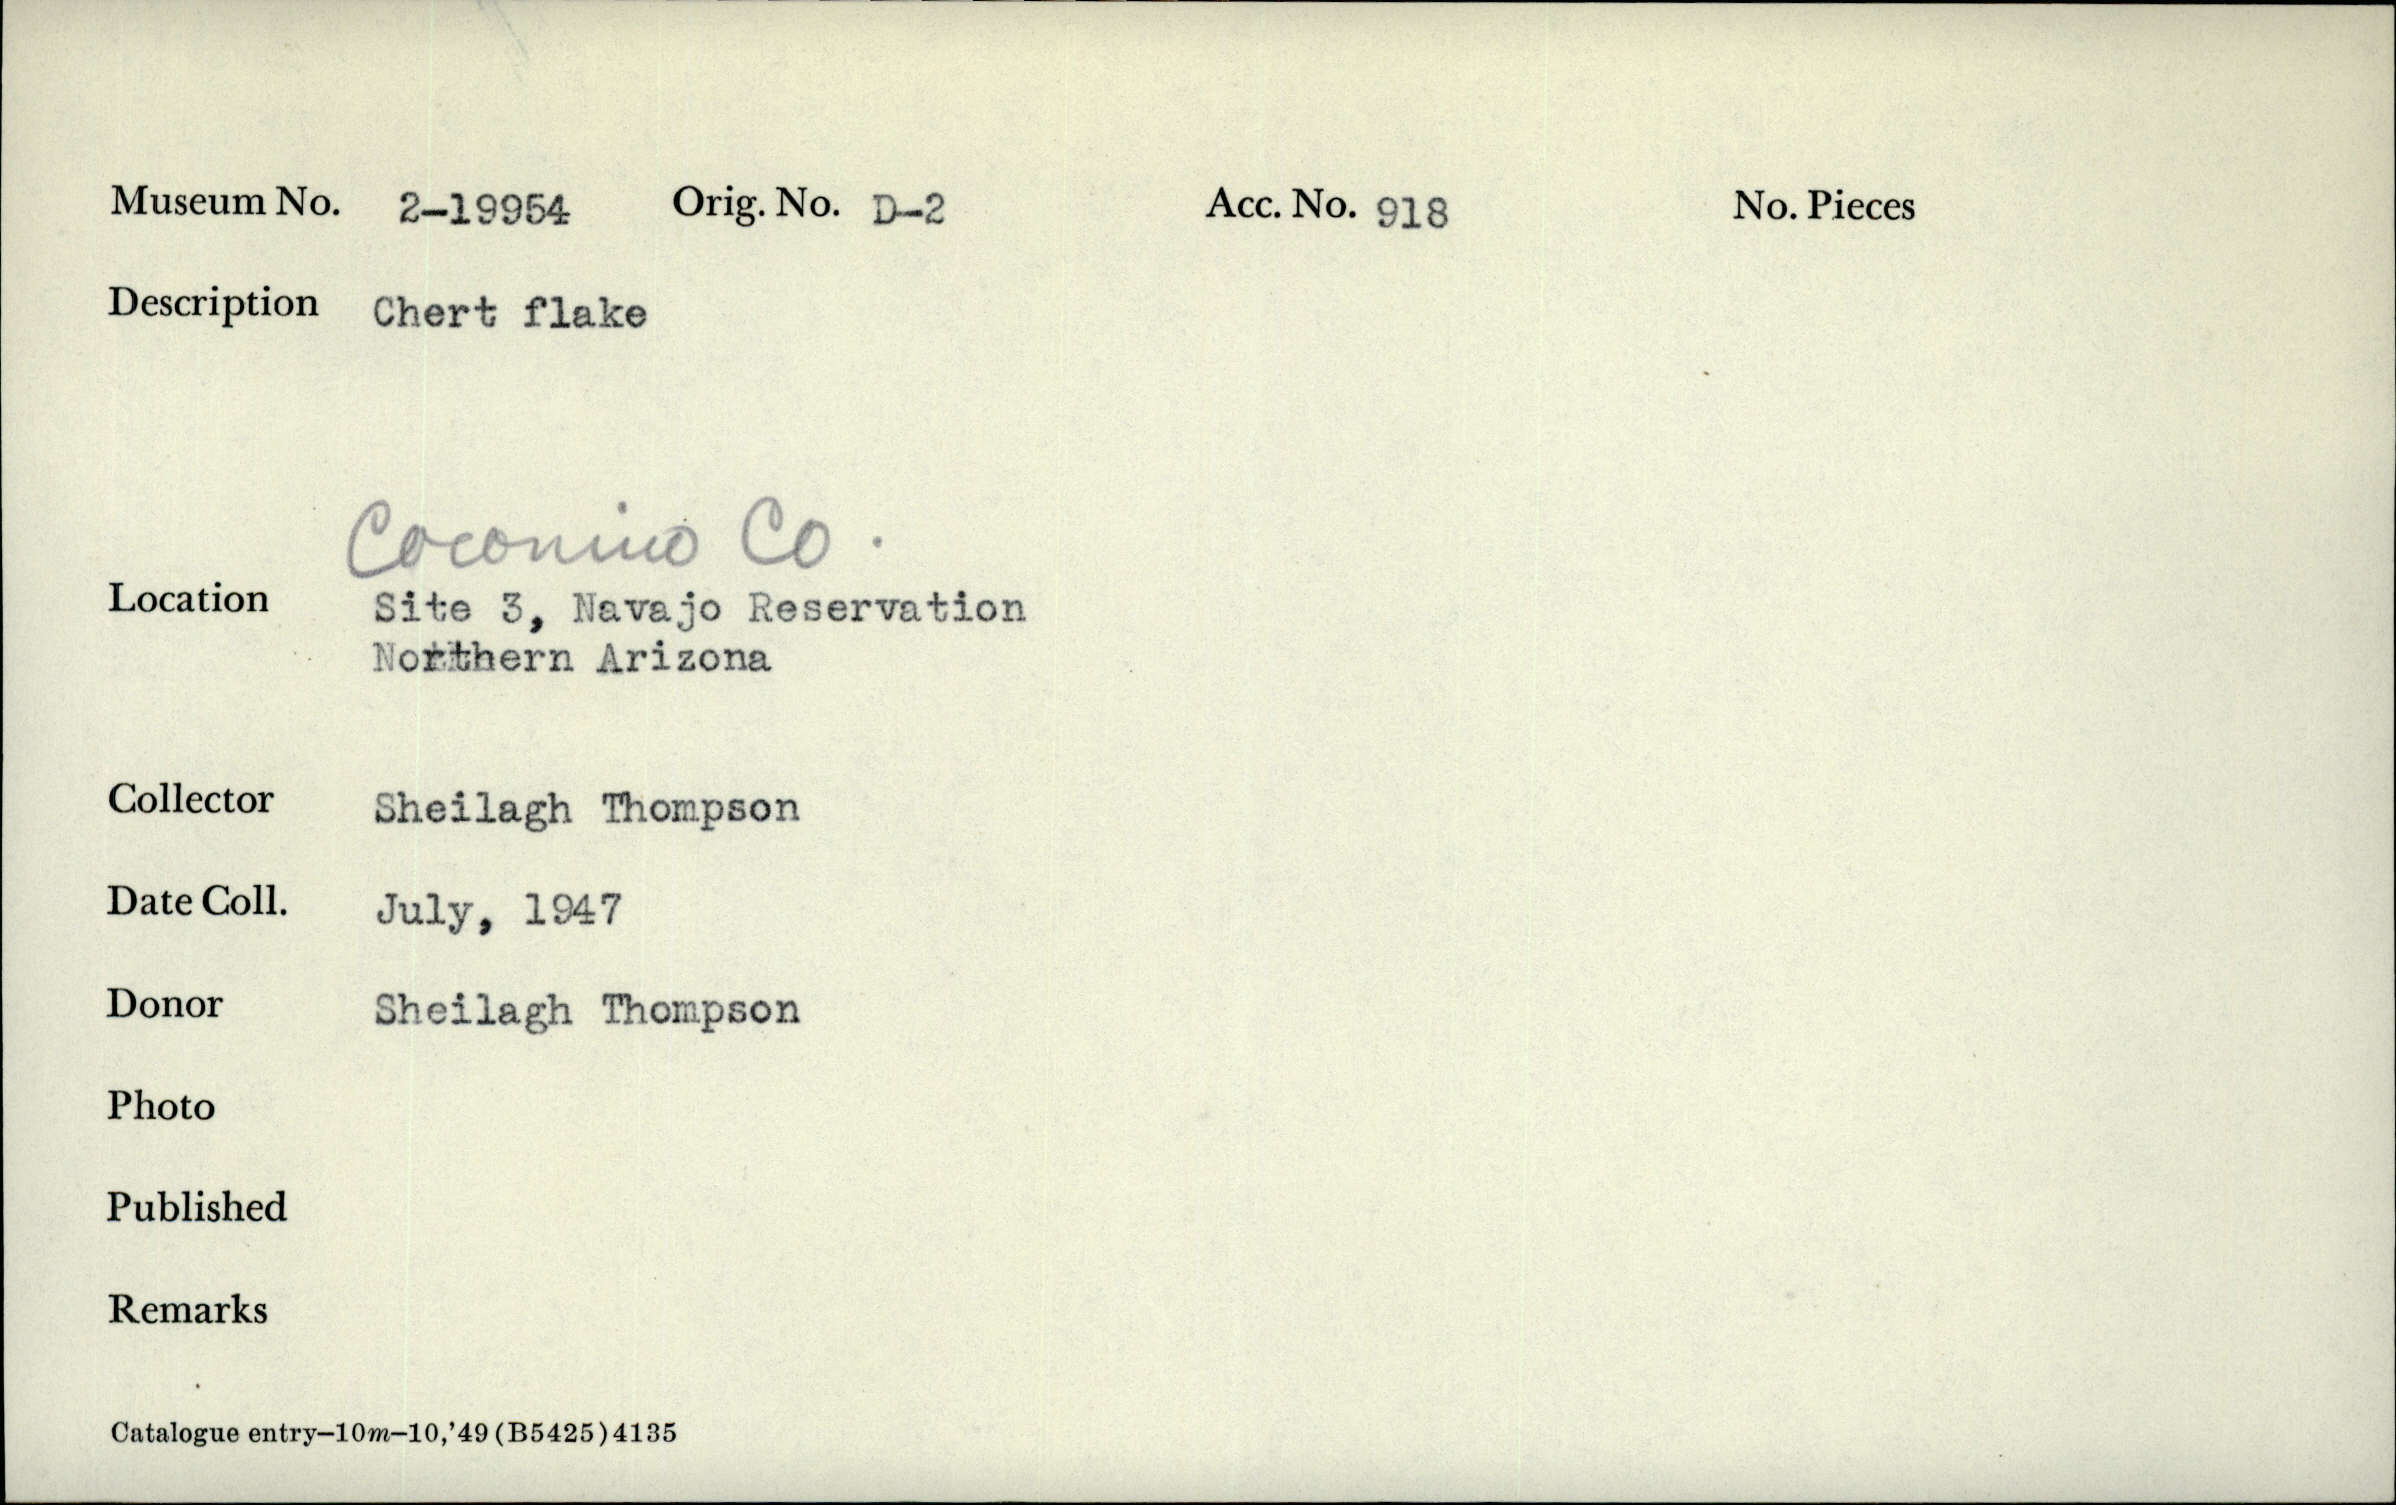 Museum No. 2-19954 Orig. No. D-2 Acc. No. 918 No. Pieces
Description Chert flake
Coconino Co.
Location Site 3, Navajo Reservation
Northern Arizona
Collector Sheilagh Thompson
Date Coll. July, 1947
Donor Sheilagh Thompson
Photo
Published
Remarks
Catalogue entry—10m—10,'49 (B5425) 4135